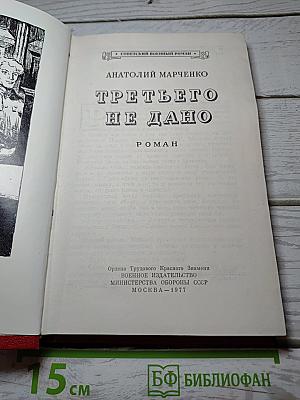 СОВЕТСКИЙ ВОЕННЫЙ РОМАН
АНАТОЛИЙ МАРЧЕНКО
ТРЕТЬЕГО
НЕ ДАНО
РОМАН
Ордена Трудового Красного Знамени
ВОЕННОЕ ИЗДАТЕЛЬСТВО
МИНИСТЕРСТВА ОБОРОНЫ СССР
МОСКВА — 1977
15 см
БФ БИБЛИОФАН